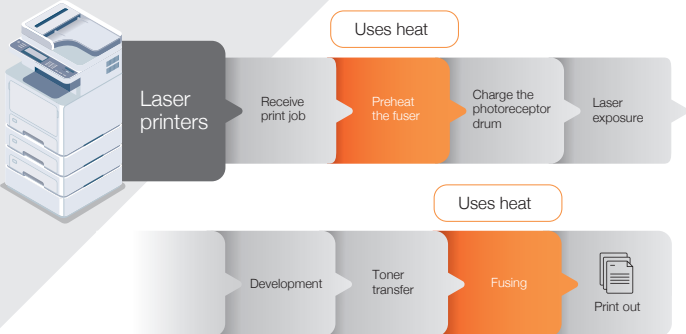 Uses heat
Laser
printers
Receive
print job
Preheat
the fuser
Charge the
photoreceptor
drum
Laser
exposure
Uses heat
Development
Toner
transfer
Fusing
Print out